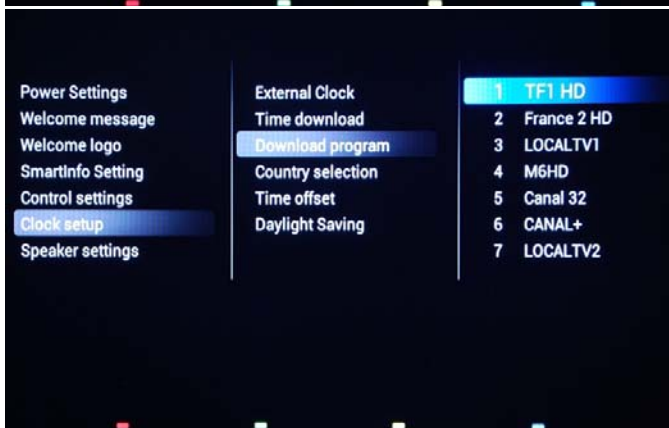 Power Settings
Welcome message
Welcome logo
SmartInfo Setting
Control settings
Clock setup
Speaker settings
External Clock
Time download
Download program
Country selection
Time offset
Daylight Saving
1 TF1 HD
2 France 2 HD
3 LOCALTV1
4 M6HD
5 Canal 32
6 CANAL+
7 LOCALTV2